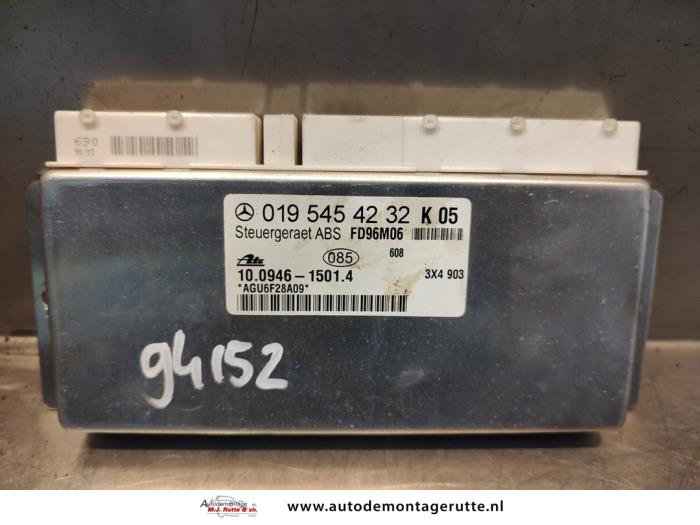 690
019 545 42 32 K 05
Steuergeraet ABS FD96M06
085 608
Ate 10.0946-1501.4 3X4 903
*AGU6F28A09*
94152
Autodemontage
M.J. Rutte & zn.
www.autodemontagerutte.nl